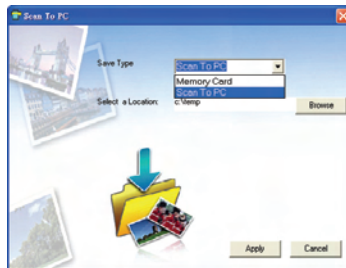 Scan To PC
Save Type
Scan To PC
Memory Card
Scan To PC
Select a Location:
c:\temp
Browse
Apply
Cancel